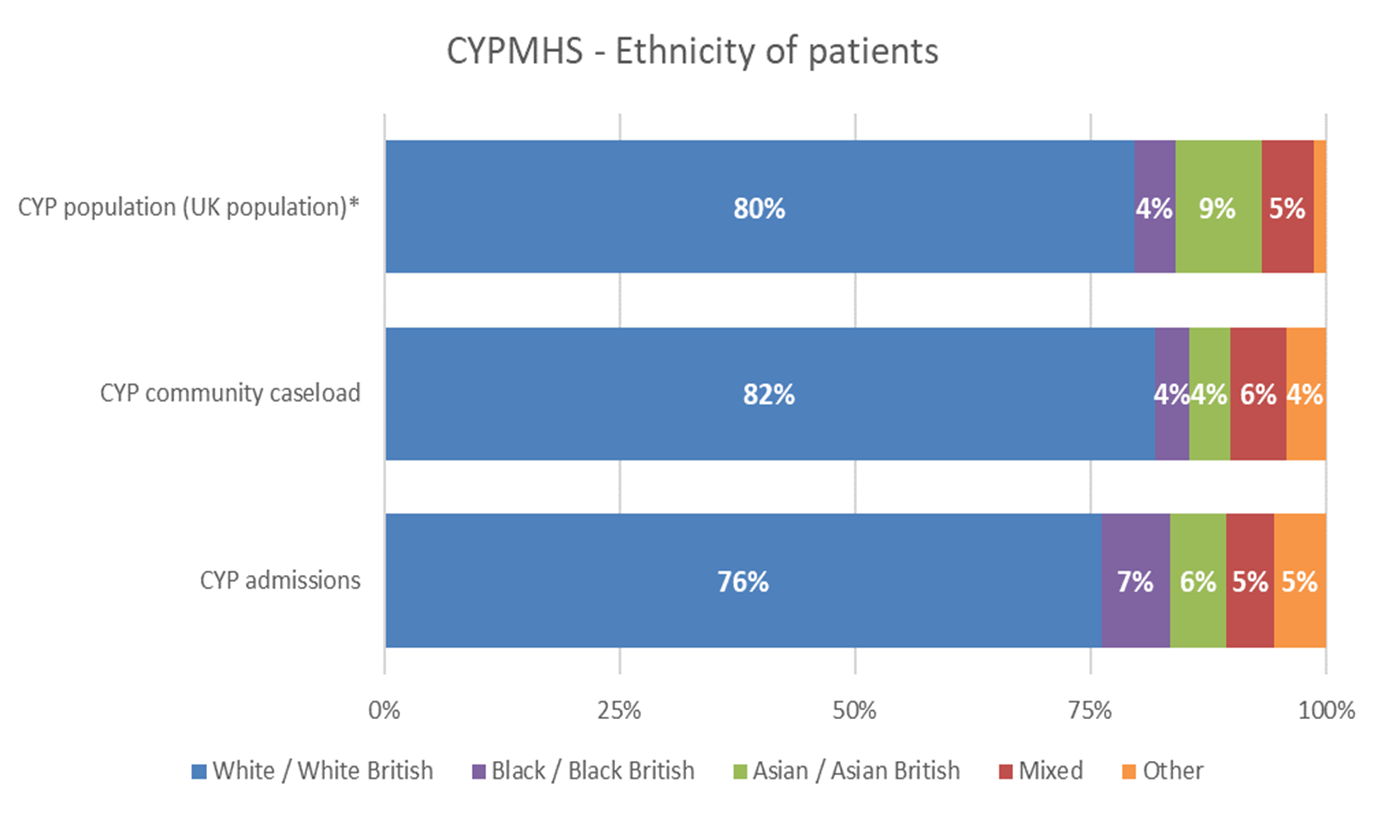 CYPMHS - Ethnicity of patients
CYP population (UK population)*
80%
4%
9%
5%
CYP community caseload
82%
4%
4%
6%
4%
CYP admissions
76%
7%
6%
5%
5%
0%
25%
50%
75%
100%
White / White British
Black / Black British
Asian / Asian British
Mixed
Other